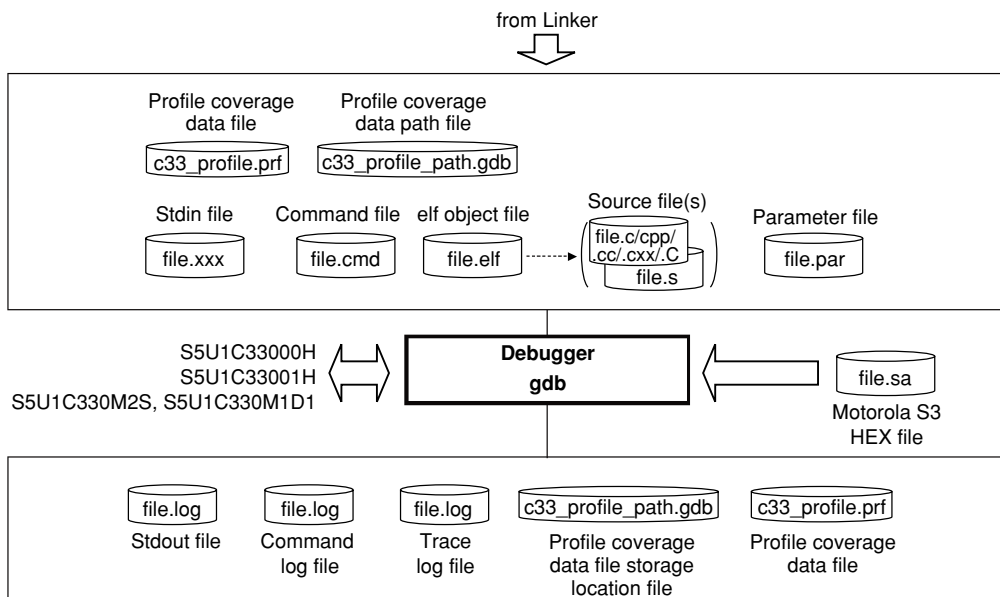 from Linker
Profile coverage
data file
c33_profile.prf
Profile coverage
data path file
c33_profile_path.gdb
Stdin file
file.xxx
Command file
file.cmd
elf object file
file.elf
Source file(s)
file.c/cpp/
.cc/.cxx/.C
file.s
Parameter file
file.par
S5U1C33000H
S5U1C33001H
S5U1C330M2S, S5U1C330M1D1
Debugger
gdb
file.sa
Motorola S3
HEX file
file.log
Stdout file
file.log
Command
log file
file.log
Trace
log file
c33_profile_path.gdb
Profile coverage
data file storage
location file
c33_profile.prf
Profile coverage
data file